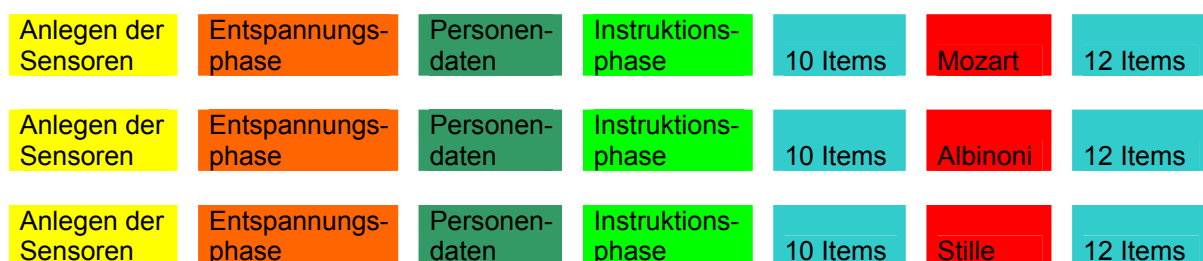 Anlegen der Sensoren Entspannungs-phase Personen-daten Instruktions-phase 10 Items Mozart 12 Items
Anlegen der Sensoren Entspannungs-phase Personen-daten Instruktions-phase 10 Items Albinoni 12 Items
Anlegen der Sensoren Entspannungs-phase Personen-daten Instruktions-phase 10 Items Stille 12 Items